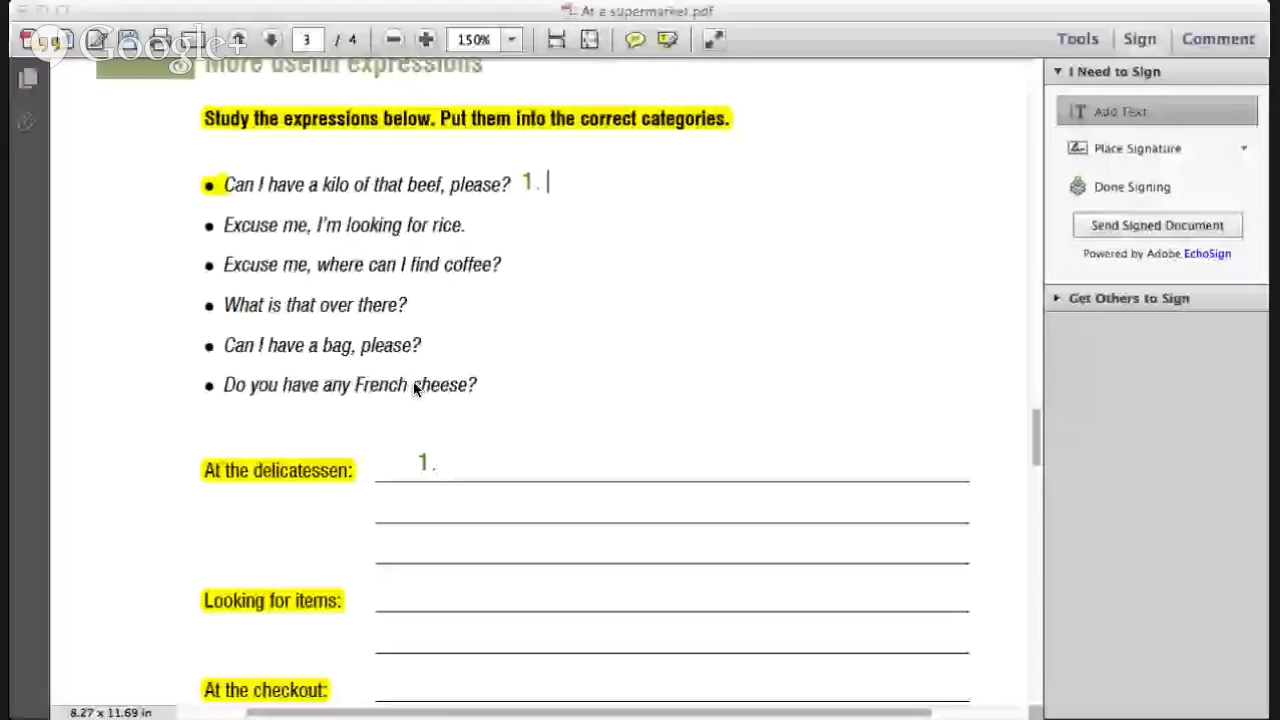 At a supermarket.pdf
Google+
3 / 4
150%
Tools
Sign
Comment
More useful expressions
I Need to Sign
Study the expressions below. Put them into the correct categories.
Add Text
Place Signature
Done Signing
Send Signed Document
Powered by Adobe EchoSign
Get Others to Sign
• Can I have a kilo of that beef, please? 1.
• Excuse me, I'm looking for rice.
• Excuse me, where can I find coffee?
• What is that over there?
• Can I have a bag, please?
• Do you have any French cheese?
At the delicatessen: 1.
Looking for items:
At the checkout:
8.27 x 11.69 in